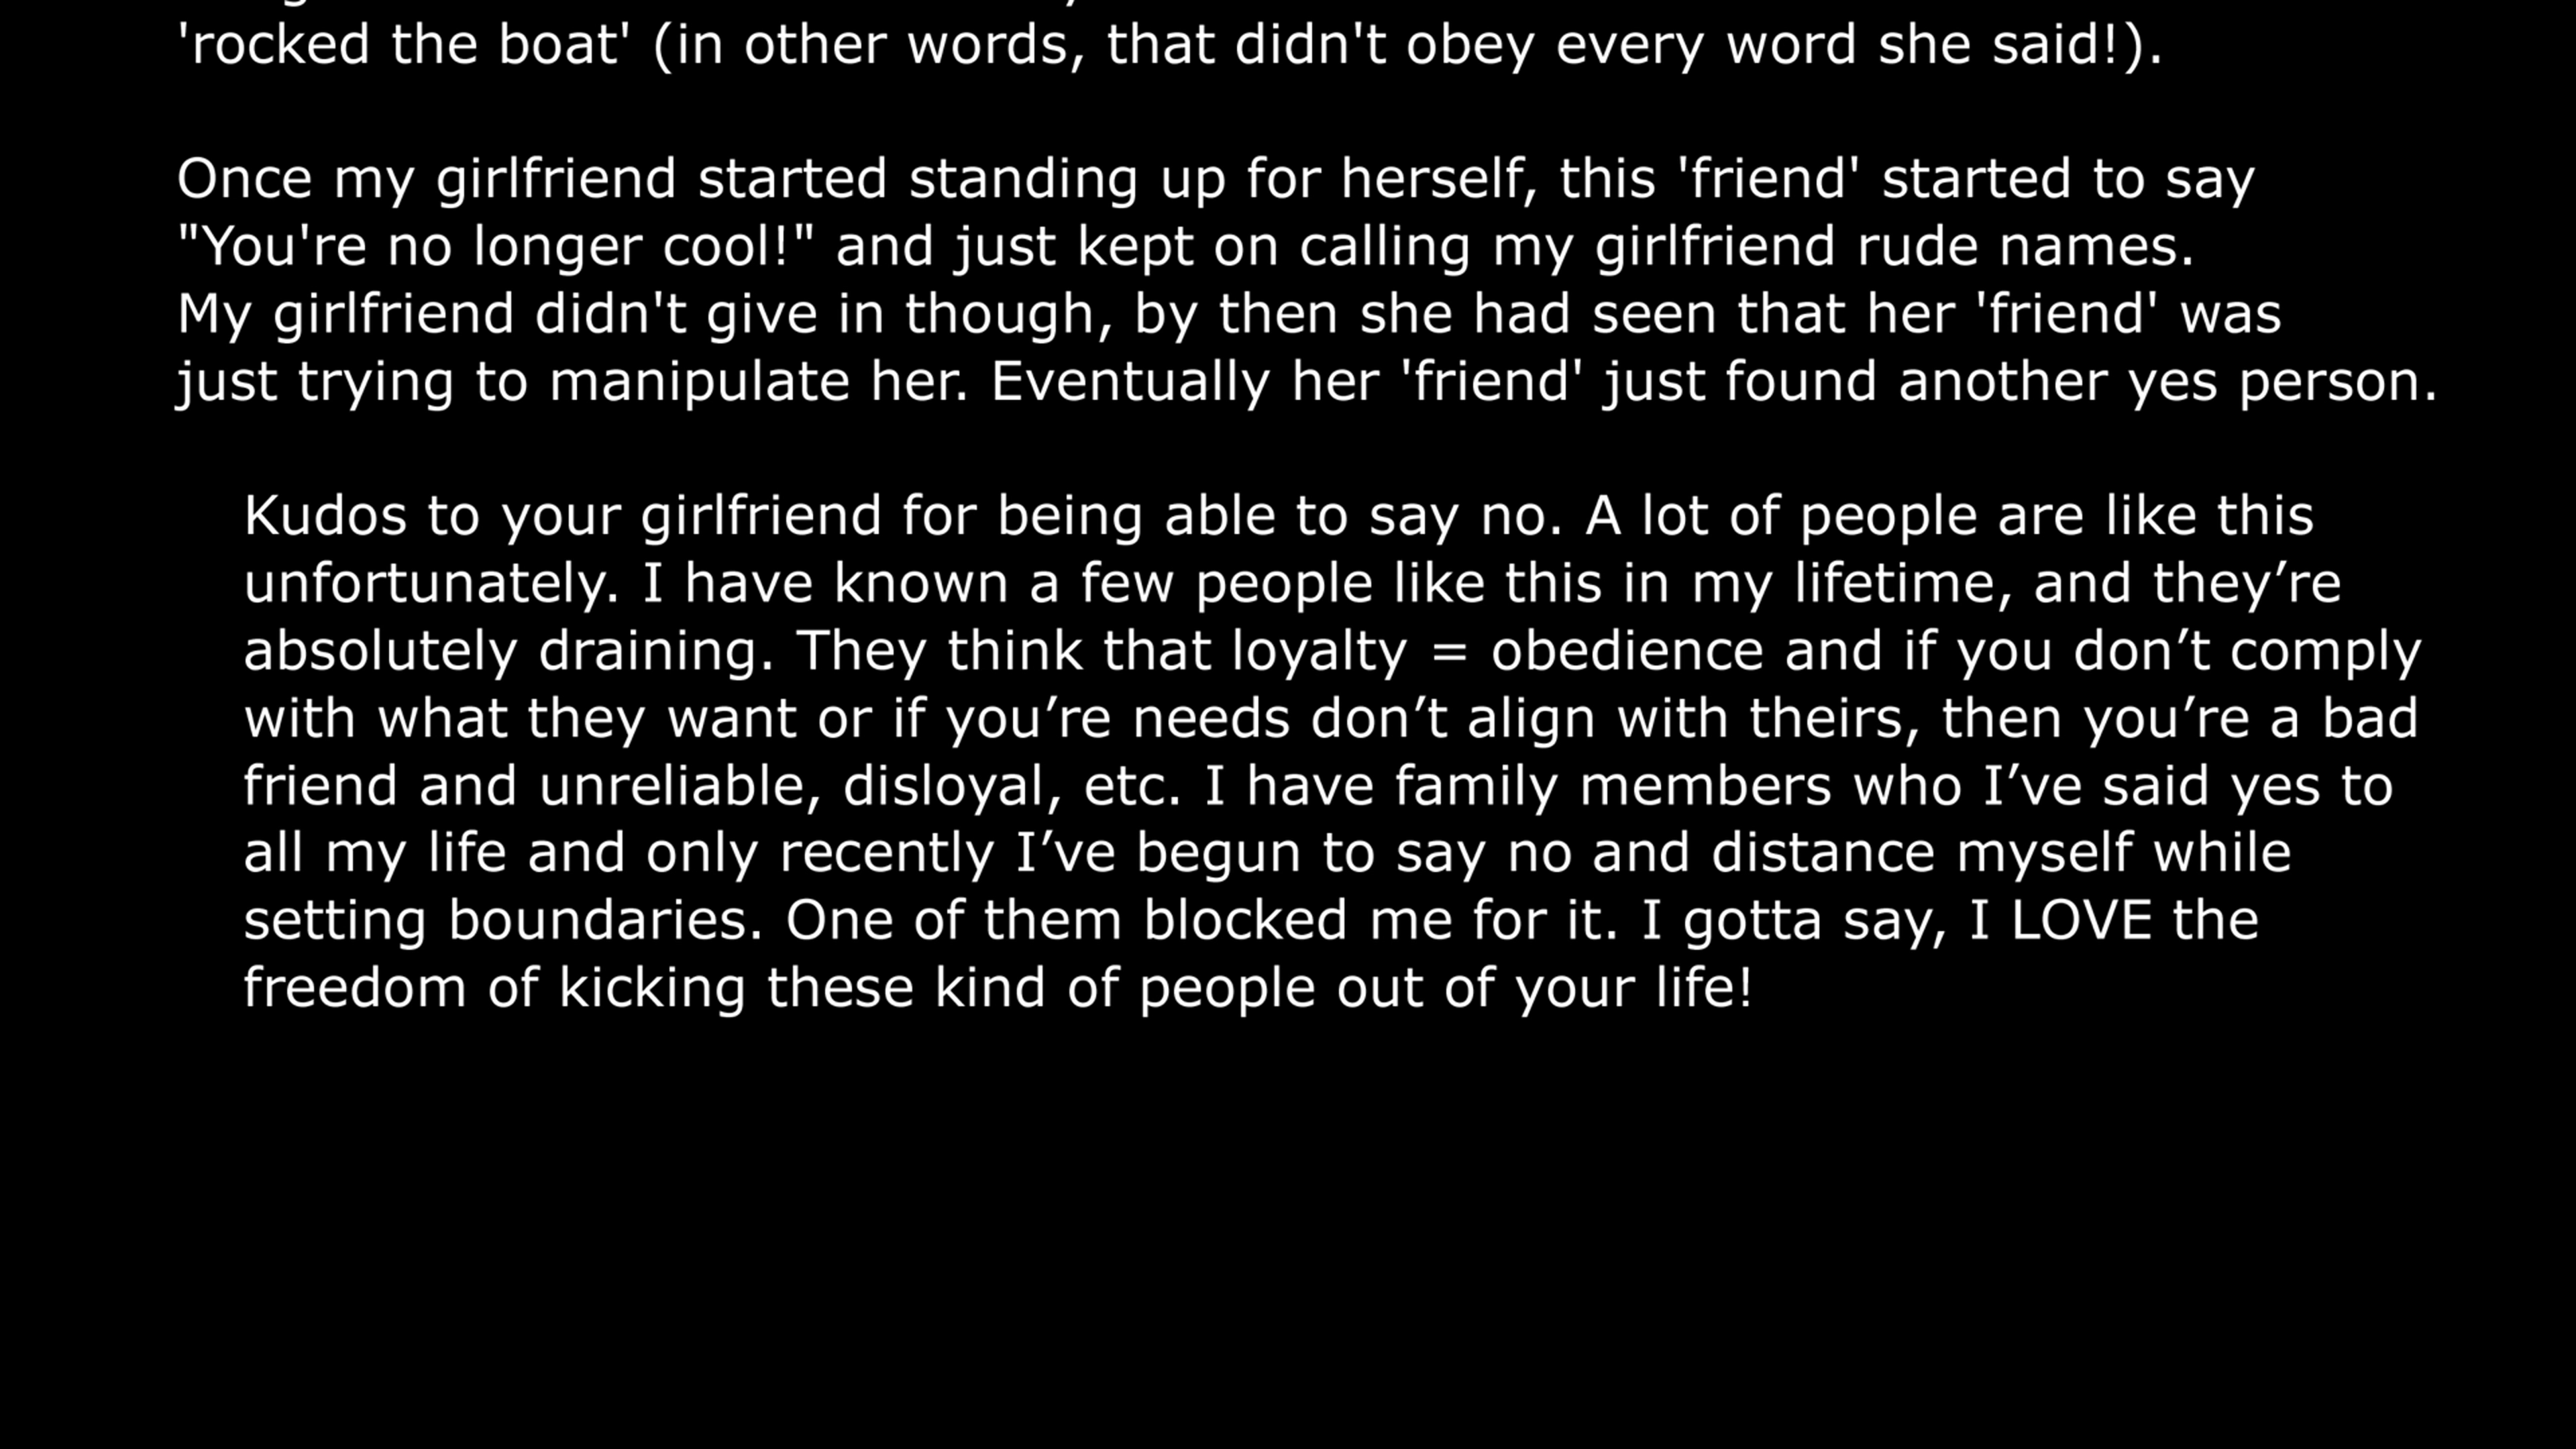 'rocked the boat' (in other words, that didn't obey every word she said!).
Once my girlfriend started standing up for herself, this 'friend' started to say
"You're no longer cool!" and just kept on calling my girlfriend rude names.
My girlfriend didn't give in though, by then she had seen that her 'friend' was
just trying to manipulate her. Eventually her 'friend' just found another yes person.
Kudos to your girlfriend for being able to say no. A lot of people are like this
unfortunately. I have known a few people like this in my lifetime, and they’re
absolutely draining. They think that loyalty = obedience and if you don’t comply
with what they want or if you’re needs don’t align with theirs, then you’re a bad
friend and unreliable, disloyal, etc. I have family members who I’ve said yes to
all my life and only recently I’ve begun to say no and distance myself while
setting boundaries. One of them blocked me for it. I gotta say, I LOVE the
freedom of kicking these kind of people out of your life!